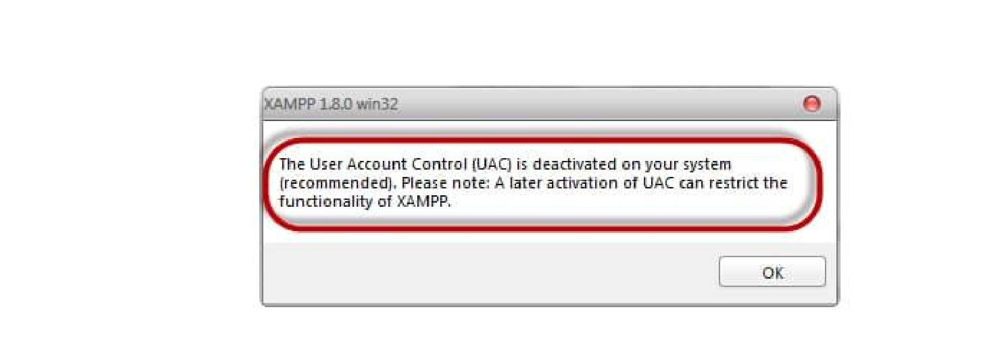 XAMPP 1.8.0 win32
The User Account Control (UAC) is deactivated on your system
(recommended). Please note: A later activation of UAC can restrict the
functionality of XAMPP.
OK